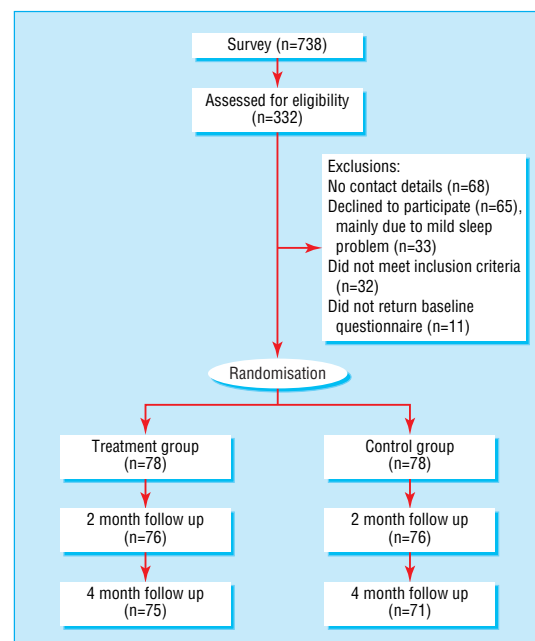 Survey (n=738)
Assessed for eligibility
(n=332)
Exclusions:
No contact details (n=68)
Declined to participate (n=65),
mainly due to mild sleep
problem (n=33)
Did not meet inclusion criteria
(n=32)
Did not return baseline
questionnaire (n=11)
Randomisation
Treatment group
(n=78)
Control group
(n=78)
2 month follow up
(n=76)
2 month follow up
(n=76)
4 month follow up
(n=75)
4 month follow up
(n=71)